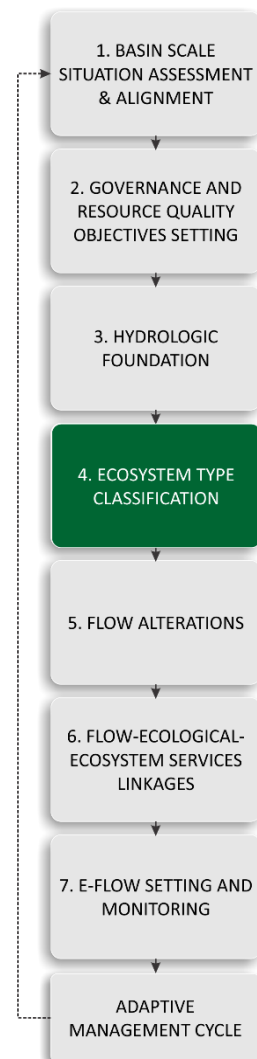 1. BASIN SCALE
SITUATION ASSESSMENT
& ALIGNMENT
2. GOVERNANCE AND
RESOURCE QUALITY
OBJECTIVES SETTING
3. HYDROLOGIC
FOUNDATION
4. ECOSYSTEM TYPE
CLASSIFICATION
5. FLOW ALTERATIONS
6. FLOW-ECOLOGICAL-
ECOSYSTEM SERVICES
LINKAGES
7. E-FLOW SETTING AND
MONITORING
ADAPTIVE
MANAGEMENT CYCLE